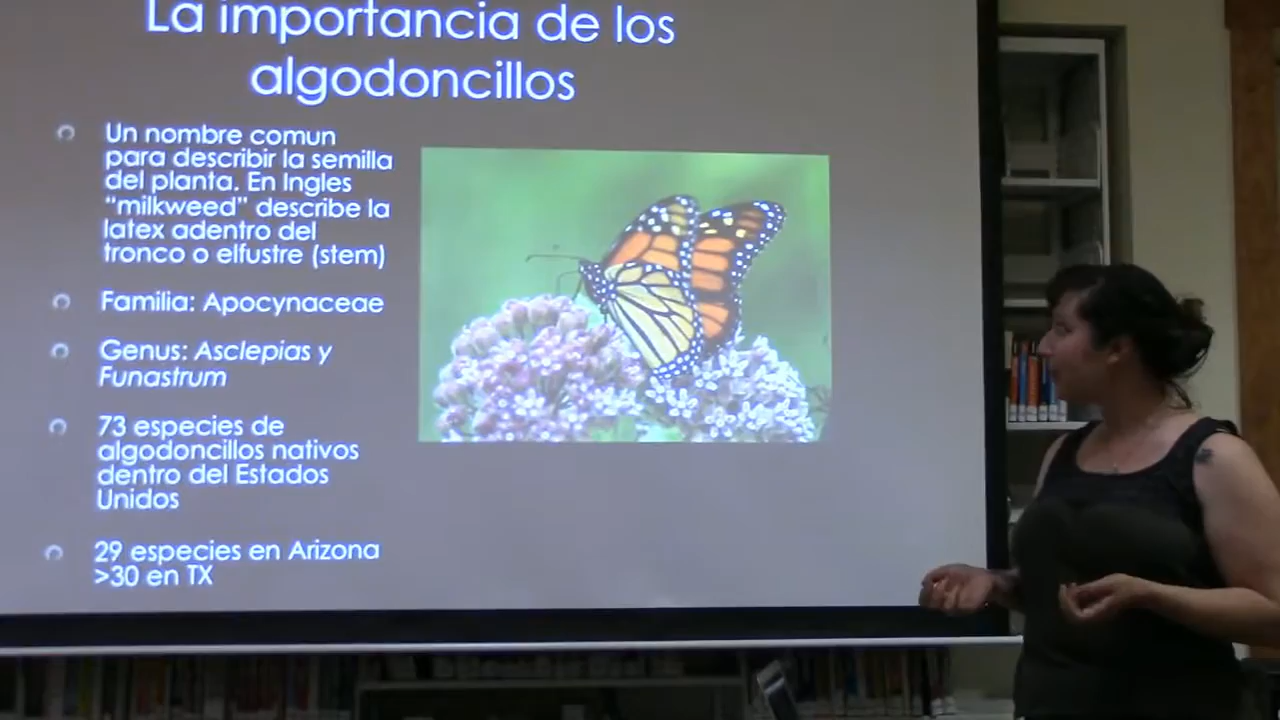 La importancia de los
algodoncillos
Un nombre comun
para describir la semilla
del planta. En Ingles
"milkweed" describe la
latex adentro del
tronco o elfustre (stem)
Familia: Apocynaceae
Genus: Asclepias y
Funastrum
73 especies de
algodoncillos nativos
dentro del Estados
Unidos
29 especies en Arizona
>30 en TX